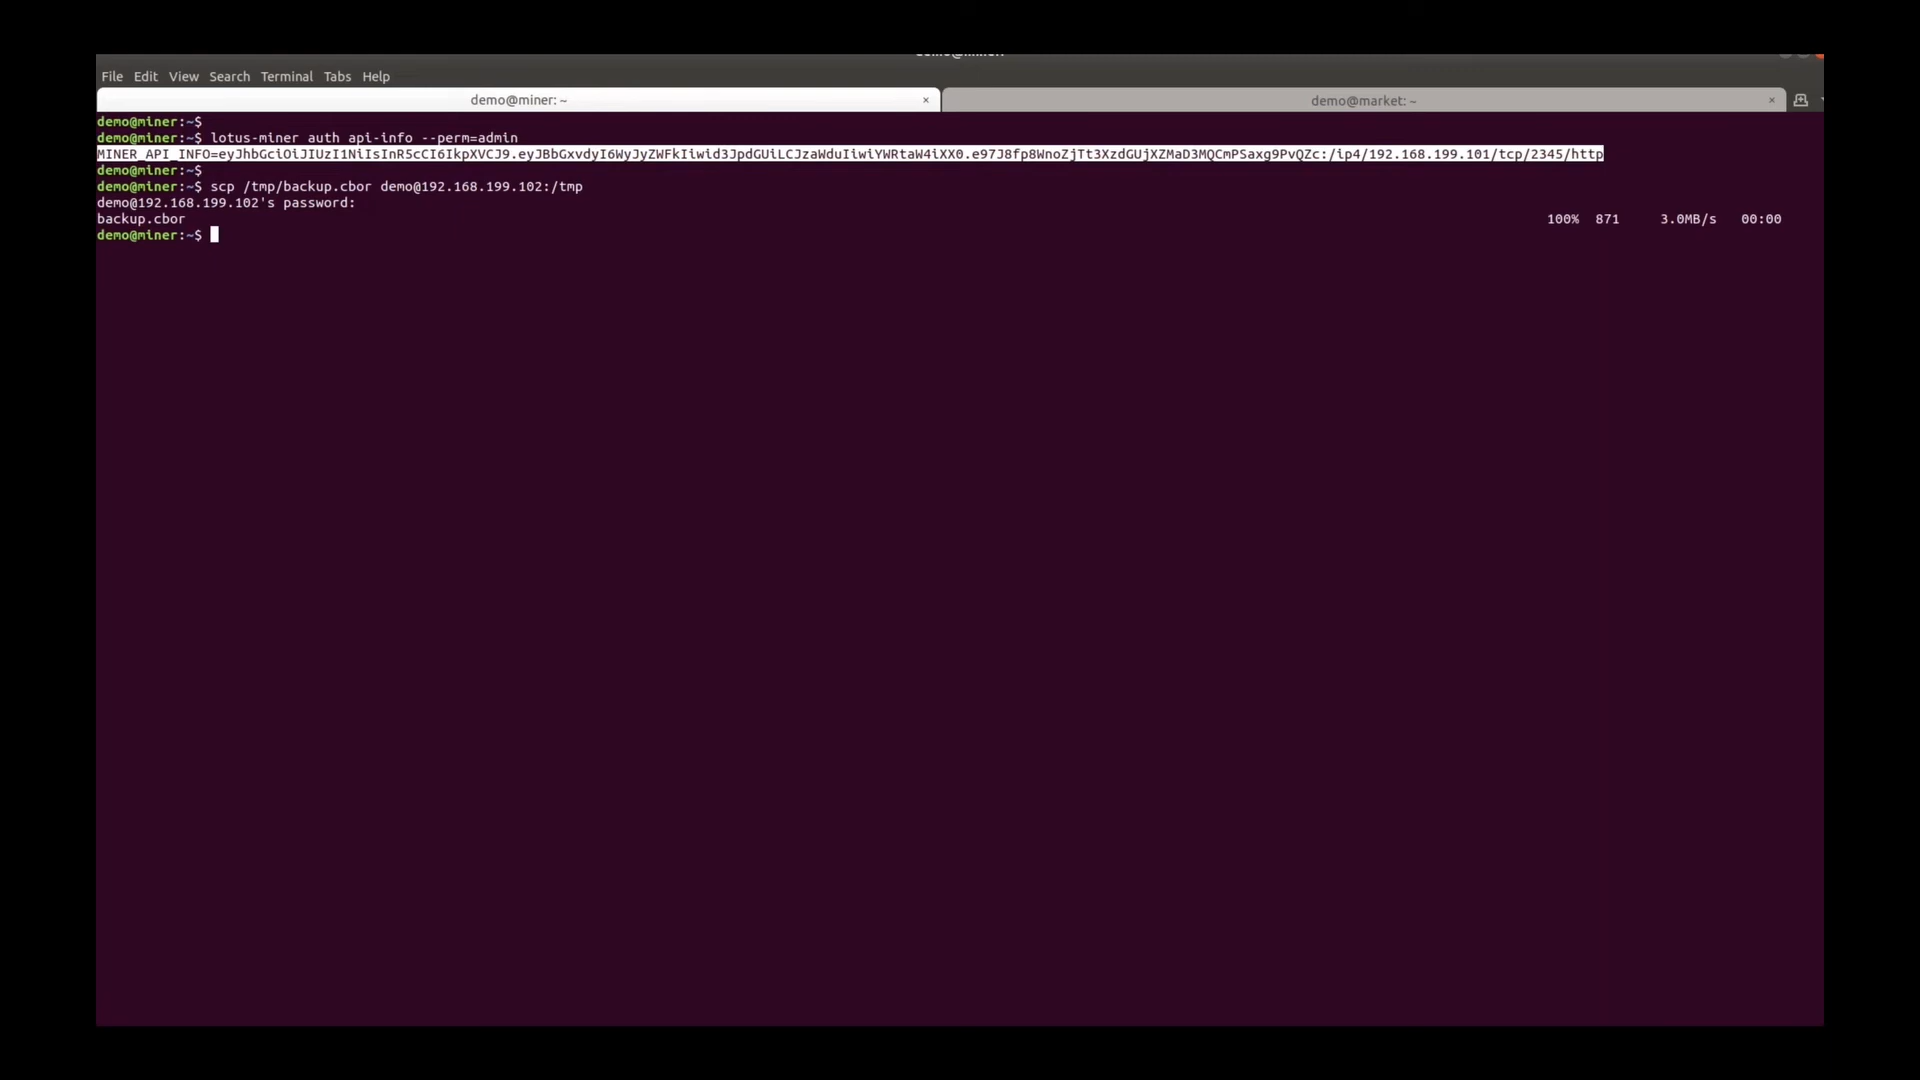 File Edit View Search Terminal Tabs Help
demo@miner: ~ × demo@market: ~ ×
demo@miner:~$
demo@miner:~$ lotus-miner auth api-info --perm=admin
MINER_API_INFO=eyJhbGciOiJIUzI1NiIsInR5cCI6IkpXVCJ9.eyJBbGxvdyI6WyJyZWFkIiwid3JpdGUiLCJzaWduIiwiYWRtaW4iXX0.e97J8fp8WnoZjTt3XzdGUjXZMaD3MQCmPSaxg9PvQZc:/ip4/192.168.199.101/tcp/2345/http
demo@miner:~$
demo@miner:~$ scp /tmp/backup.cbor demo@192.168.199.102:/tmp
demo@192.168.199.102's password:
backup.cbor 100% 871 3.0MB/s 00:00
demo@miner:~$